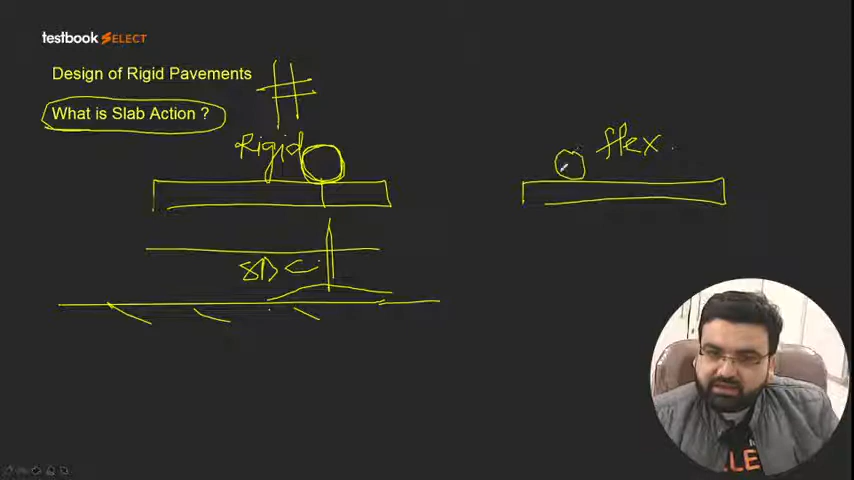 testbook SELECT
Design of Rigid Pavements
What is Slab Action ?
Rigid
flex